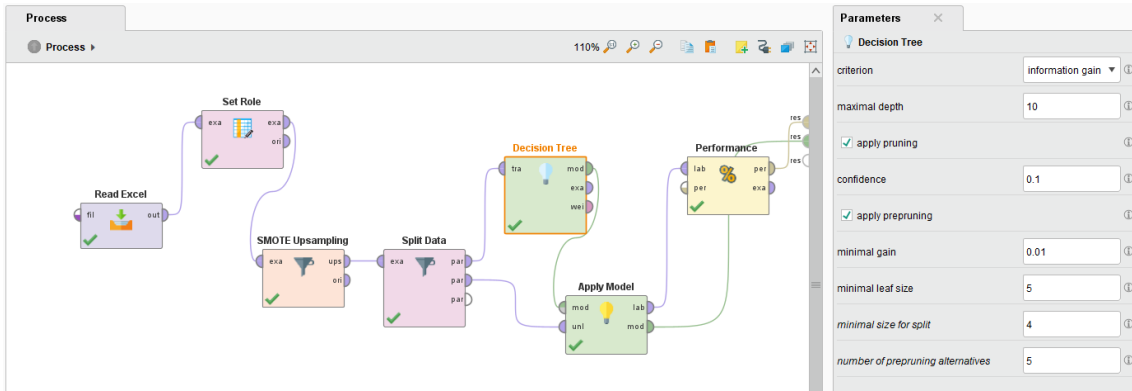 Process
Process
110%
Set Role
exa
exa
ori
Read Excel
fil
out
SMOTE Upsampling
exa
ups
ori
Split Data
exa
par
par
par
Decision Tree
tra
mod
exa
wei
Apply Model
mod
lab
unl
mod
Performance
lab
per
per
exa
res
res
res
Parameters
Decision Tree
criterion
information gain
maximal depth
10
apply pruning
confidence
0.1
apply prepruning
minimal gain
0.01
minimal leaf size
5
minimal size for split
4
number of prepruning alternatives
5